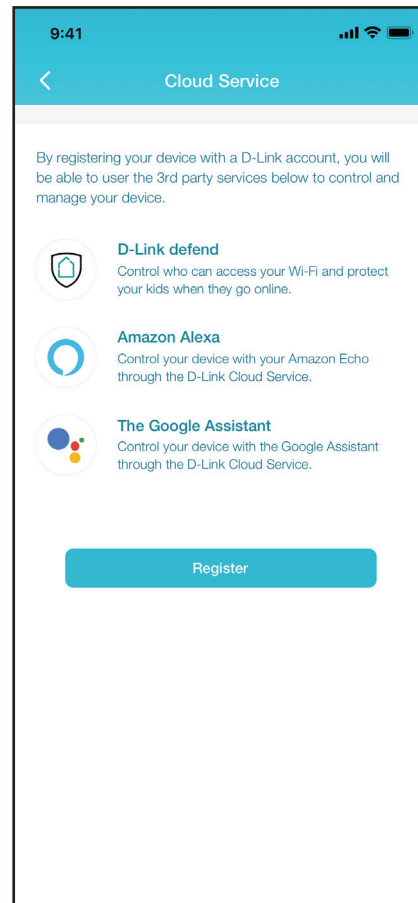 9:41
Cloud Service
By registering your device with a D-Link account, you will
be able to user the 3rd party services below to control and
manage your device.
D-Link defend
Control who can access your Wi-Fi and protect
your kids when they go online.
Amazon Alexa
Control your device with your Amazon Echo
through the D-Link Cloud Service.
The Google Assistant
Control your device with the Google Assistant
through the D-Link Cloud Service.
Register